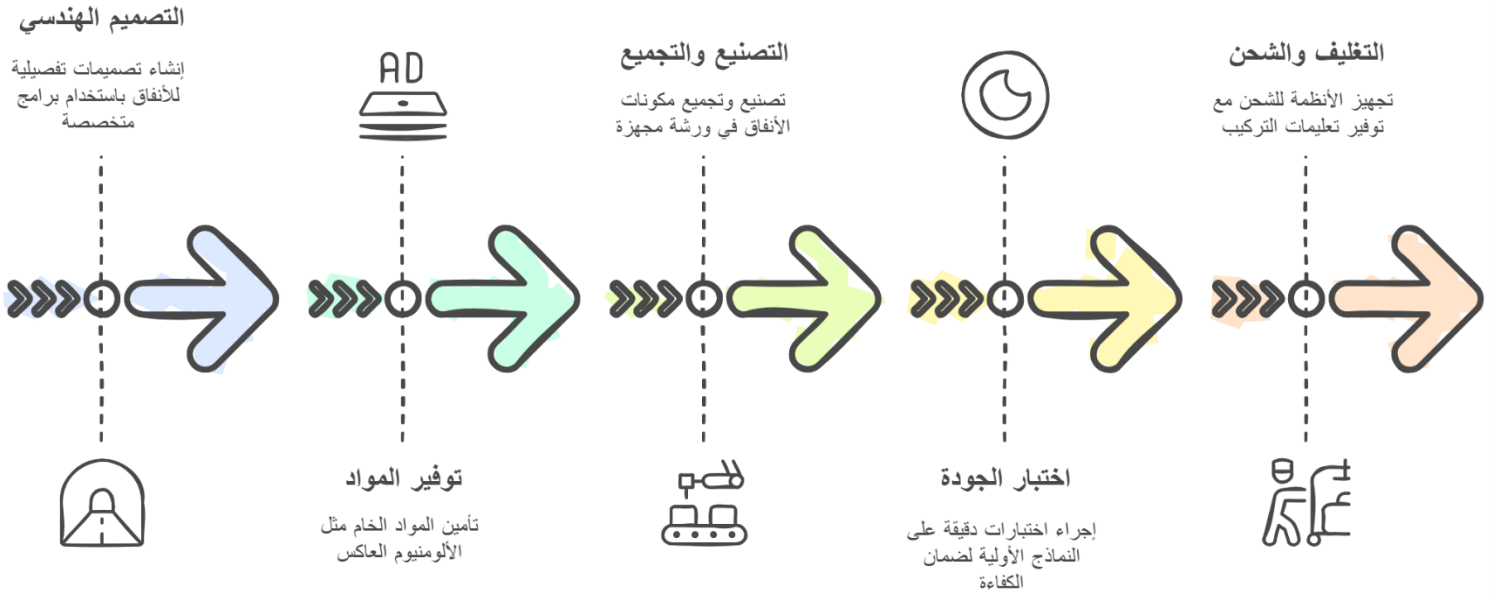 التصميم الهندسي
إنشاء تصميمات تفصيلية
للأنفاق باستخدام برامج
متخصصة
AD
توفير المواد
تأمين المواد الخام مثل
الألومنيوم العاكس
التصنيع والتجميع
تصنيع وتجميع مكونات
الأنفاق في ورشة مجهزة
اختبار الجودة
إجراء اختبارات دقيقة على
النماذج الأولية لضمان
الكفاءة
التغليف والشحن
تجهيز الأنظمة للشحن مع
توفير تعليمات التركيب